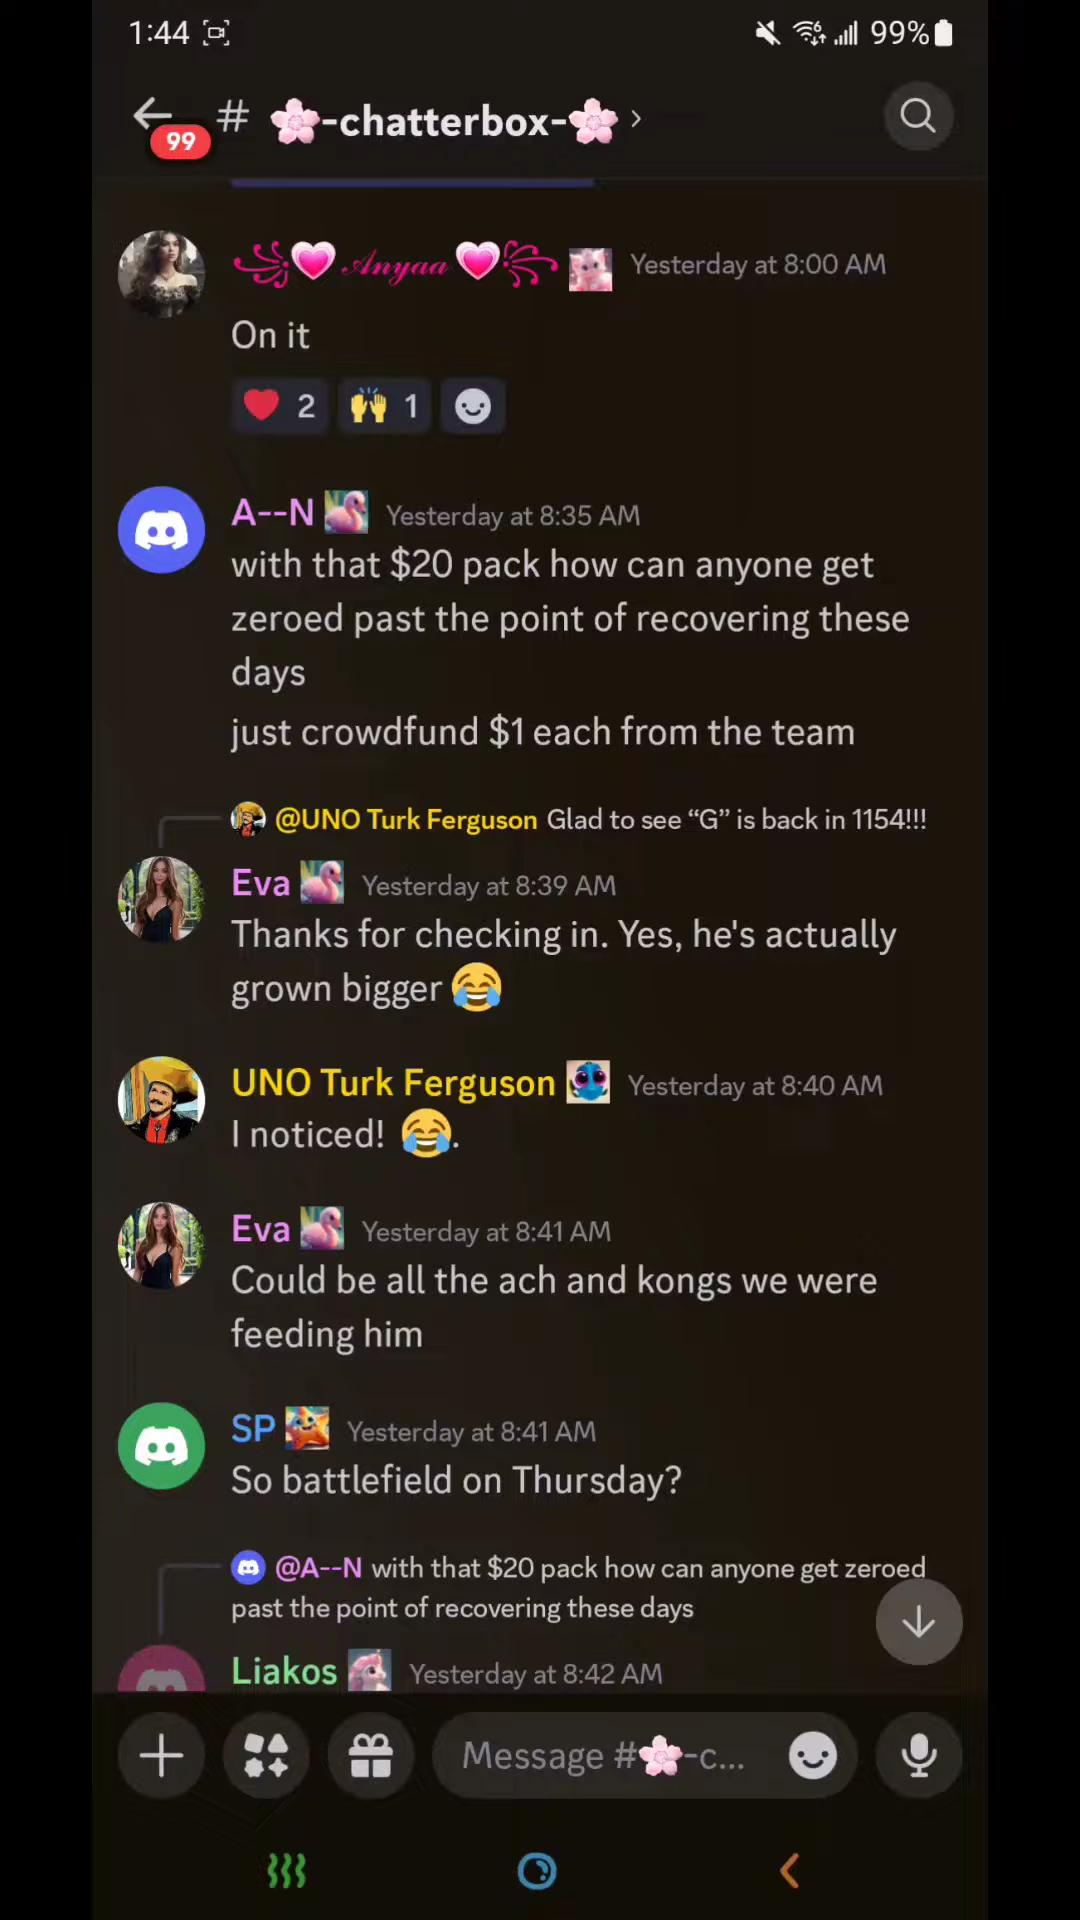 1:44 99%
99 # 🌸-chatterbox-🌸 ›
Anyaa Yesterday at 8:00 AM
On it
❤️ 2 🙌 1
A--N Yesterday at 8:35 AM
with that $20 pack how can anyone get
zeroed past the point of recovering these
days
just crowdfund $1 each from the team
@UNO Turk Ferguson Glad to see “G” is back in 1154!!!
Eva Yesterday at 8:39 AM
Thanks for checking in. Yes, he's actually
grown bigger 😂
UNO Turk Ferguson Yesterday at 8:40 AM
I noticed! 😂.
Eva Yesterday at 8:41 AM
Could be all the ach and kongs we were
feeding him
SP Yesterday at 8:41 AM
So battlefield on Thursday?
@A--N with that $20 pack how can anyone get zeroed
past the point of recovering these days
Liakos Yesterday at 8:42 AM
Message #🌸-c...